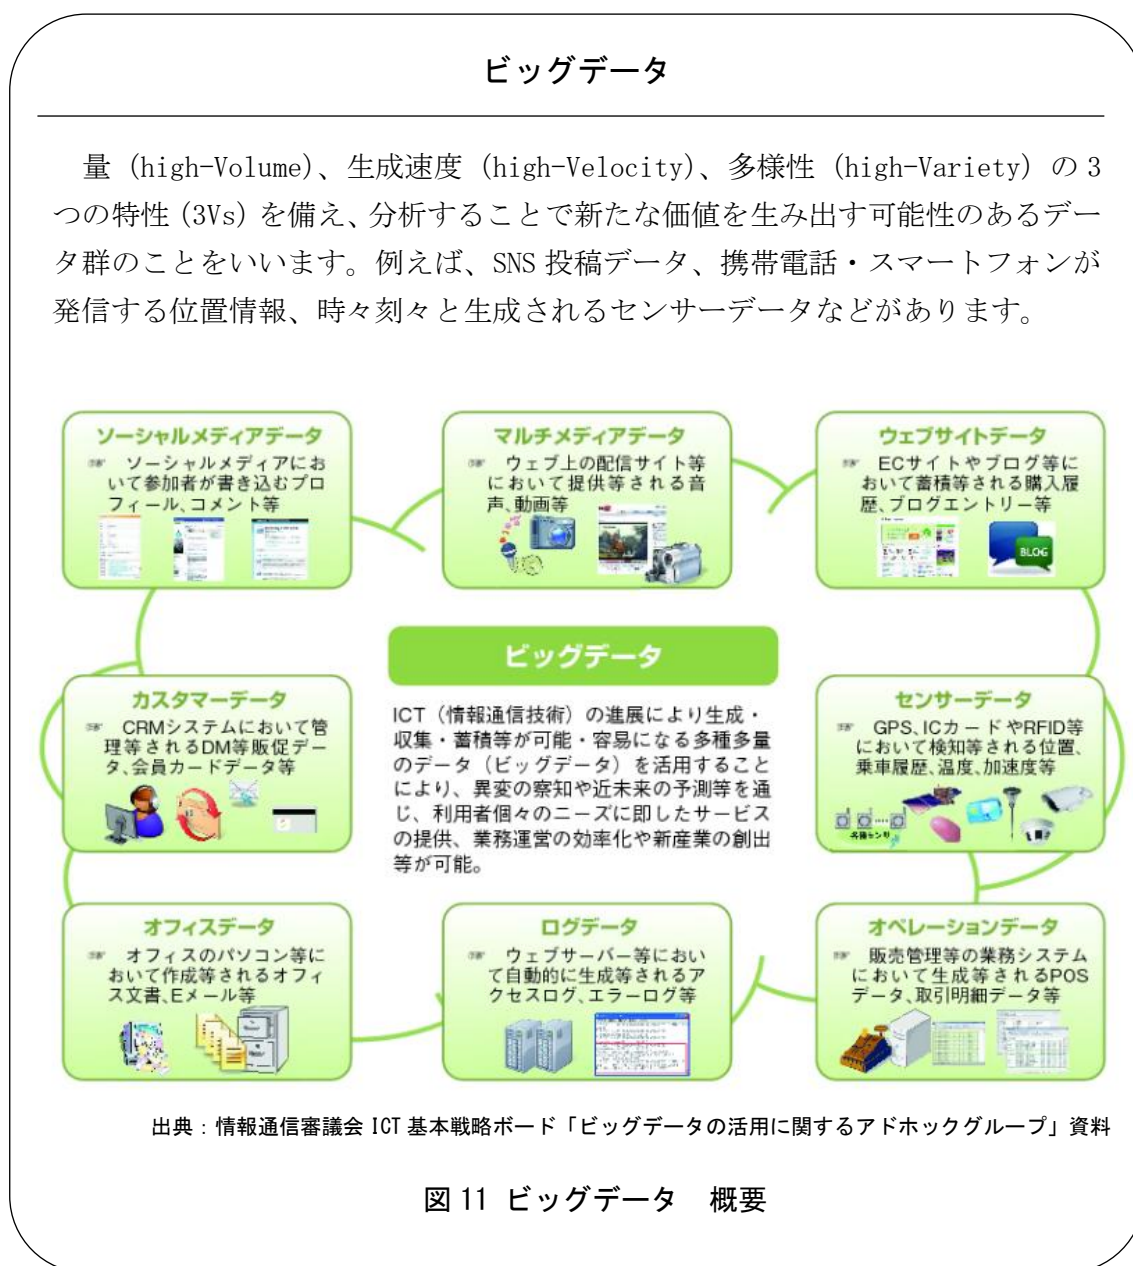 ビッグデータ
量（high-Volume）、生成速度（high-Velocity）、多様性（high-Variety）の3
つの特性（3Vs）を備え、分析することで新たな価値を生み出す可能性のあるデー
タ群のことをいいます。例えば、SNS 投稿データ、携帯電話・スマートフォンが
発信する位置情報、時々刻々と生成されるセンサーデータなどがあります。
ソーシャルメディアデータ
☞ ソーシャルメディアにお
いて参加者が書き込むプロ
フィール、コメント等
マルチメディアデータ
☞ ウェブ上の配信サイト等
において提供等される音
声、動画等
ウェブサイトデータ
☞ ECサイトやブログ等に
おいて蓄積等される購入履
歴、ブログエントリー等
BLOG
ビッグデータ
ICT（情報通信技術）の進展により生成・
収集・蓄積等が可能・容易になる多種多量
のデータ（ビッグデータ）を活用すること
により、異変の察知や近未来の予測等を通
じ、利用者個々のニーズに即したサービス
の提供、業務運営の効率化や新産業の創出
等が可能。
カスタマーデータ
☞ CRMシステムにおいて管
理等されるDM等販促デー
タ、会員カードデータ等
センサーデータ
☞ GPS、ICカードやRFID等
において検知等される位置、
乗車履歴、温度、加速度等
各種センサ
オフィスデータ
☞ オフィスのパソコン等に
おいて作成等されるオフィ
ス文書、Eメール等
ログデータ
☞ ウェブサーバー等におい
て自動的に生成等されるア
クセスログ、エラーログ等
オペレーションデータ
☞ 販売管理等の業務システム
において生成等されるPOS
データ、取引明細データ等
出典：情報通信審議会 ICT 基本戦略ボード「ビッグデータの活用に関するアドホックグループ」資料
図 11 ビッグデータ 概要